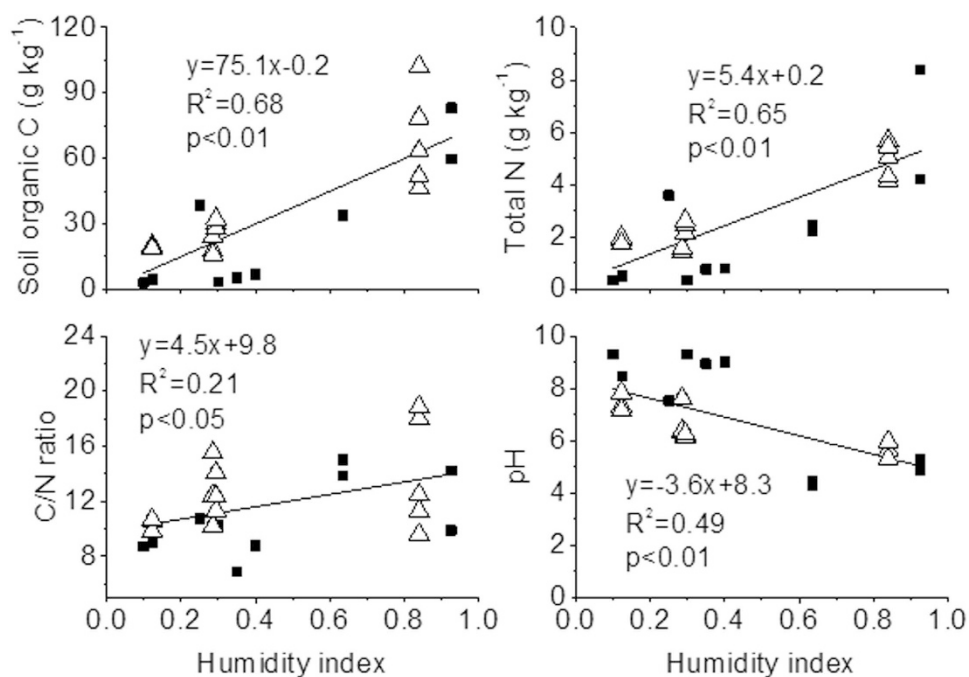 Soil organic C (g kg⁻¹)
120
90
60
30
0
y=75.1x-0.2
R²=0.68
p<0.01
Total N (g kg⁻¹)
10
8
6
4
2
0
y=5.4x+0.2
R²=0.65
p<0.01
C/N ratio
24
20
16
12
8
y=4.5x+9.8
R²=0.21
p<0.05
0.0 0.2 0.4 0.6 0.8 1.0
Humidity index
pH
10
8
6
4
2
0
y=-3.6x+8.3
R²=0.49
p<0.01
0.0 0.2 0.4 0.6 0.8 1.0
Humidity index